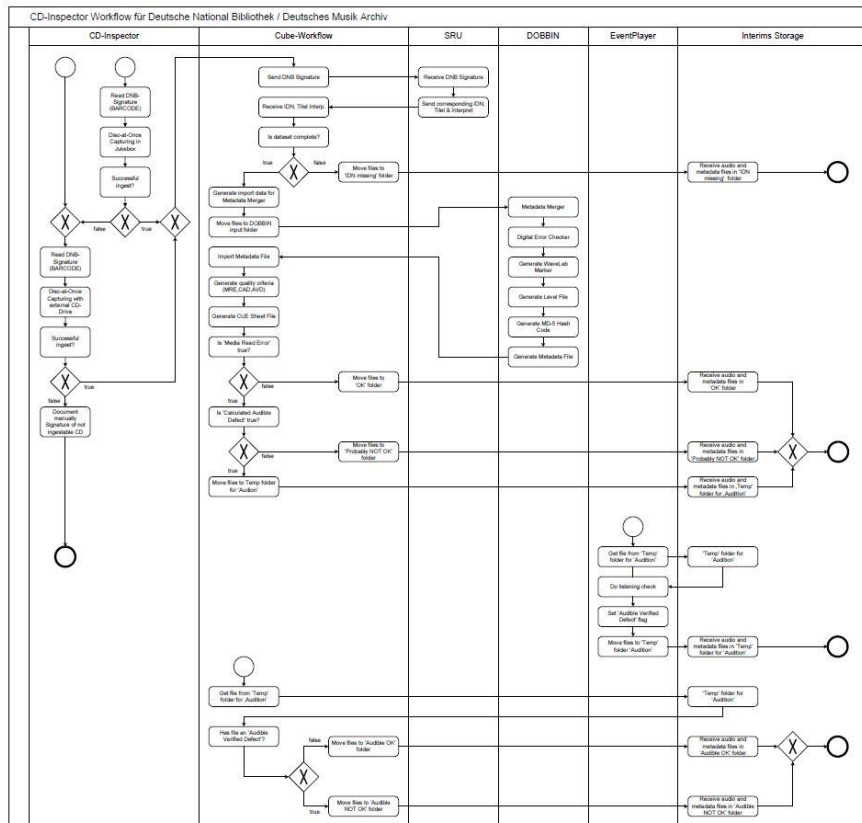 CD-Inspector Workflow für Deutsche National Bibliothek / Deutsches Musik Archiv
CD-Inspector
Cube-Workflow
SRU
DOBBIN
EventPlayer
Interims Storage
Read DNB-
Signature
(BARCODE)
Disc-at-Once
Capturing in
Jukebox
Successful
ingest?
false
true
Read DNB-
Signature
(BARCODE)
Disc-at-Once
Capturing with
external CD-
Drive
Successful
ingest?
true
false
Document
manually
Signature of not
ingestable CD
Send DNB Signature
Receive DNB Signature
Send corresponding IDN,
Titel & Interpret
Receive IDN, Titel Interp.
Is dataset complete?
true
false
Move files to
'IDN missing' folder
Receive audio and
metadata files in 'IDN
missing' folder
Generate import data for
Metadata Merger
Move files to DOBBIN
input folder
Metadata Merger
Digital Error Checker
Generate WaveLab
Marker
Generate Level File
Generate MD-5 Hash
Code
Generate Metadata File
Import Metadata File
Generate quality criteria
(MRE,CAD,AVD)
Generate CUE Sheet File
Is 'Media Read Error'
true?
false
true
Move files to
'OK' folder
Receive audio and
metadata files in
'OK' folder
Is 'Calculated Audible
Defect' true?
false
true
Move files to
'Probably NOT OK'
folder
Receive audio and
metadata files in
'Probably NOT OK' folder
Move files to Temp folder
for 'Audion'
Receive audio and
metadata files in ‚Temp'
folder for ‚Audition'
Get file from 'Temp'
folder for 'Audition'
'Temp' folder for
'Audition'
Do listening check
Set 'Audible Verified
Defect' flag
Move files to 'Temp'
folder 'Audition'
Receive audio and
metadata files in 'Temp'
folder for 'Audition'
Get file from 'Temp'
folder for ‚Audition'
'Temp' folder for
'Audition'
Has file an 'Audible
Verified Defect'?
false
true
Move files to 'Audible OK'
folder
Receive audio and
metadata files in
'Audible OK' folder
Move files to 'Audible
NOT OK' folder
Receive audio and
metadata files in 'Audible
NOT OK' folder